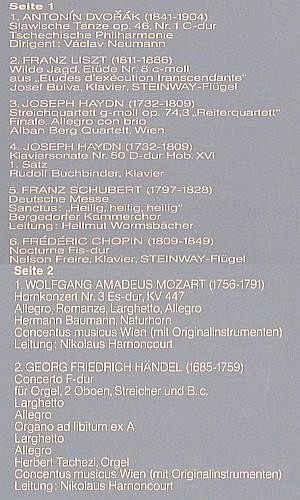 Seite 1
1. ANTONÍN DVOŘÁK (1841-1904)
Slawische Tänze op. 46, Nr. 1 C-dur
Tschechische Philharmonie
Dirigent: Václav Neumann
2. FRANZ LISZT (1811-1886)
Wilde Jagd, Etüde Nr. 8 c-moll
aus „Etudes d'exécution transcendante"
Josef Bulva, Klavier, STEINWAY-Flügel
3. JOSEPH HAYDN (1732-1809)
Streichquartett g-moll op. 74,3 „Reiterquartett"
Finale, Allegro con brio
Alban Berg Quartett, Wien
4. JOSEPH HAYDN (1732-1809)
Klaviersonate Nr. 50 D-dur Hob. XVI
1. Satz
Rudolf Buchbinder, Klavier
5. FRANZ SCHUBERT (1797-1828)
Deutsche Messe
Sanctus: „Heilig, heilig, heilig"
Bergedorfer Kammerchor
Leitung: Hellmut Wormsbächer
6. FRÉDÉRIC CHOPIN (1809-1849)
Nocturne Fis-dur
Nelson Freire, Klavier, STEINWAY-Flügel
Seite 2
1. WOLFGANG AMADEUS MOZART (1756-1791)
Hornkonzert Nr. 3 Es-dur, KV 447
Allegro, Romanze, Larghetto, Allegro
Hermann Baumann, Naturhorn
Concentus musicus Wien (mit Originalinstrumenten)
Leitung: Nikolaus Harnoncourt
2. GEORG FRIEDRICH HÄNDEL (1685-1759)
Concerto F-dur
für Orgel, 2 Oboen, Streicher und B. c.
Larghetto
Allegro
Organo ad libitum ex A
Larghetto
Allegro
Herbert Tachezi, Orgel
Concentus musicus Wien (mit Originalinstrumenten)
Leitung: Nikolaus Harnoncourt